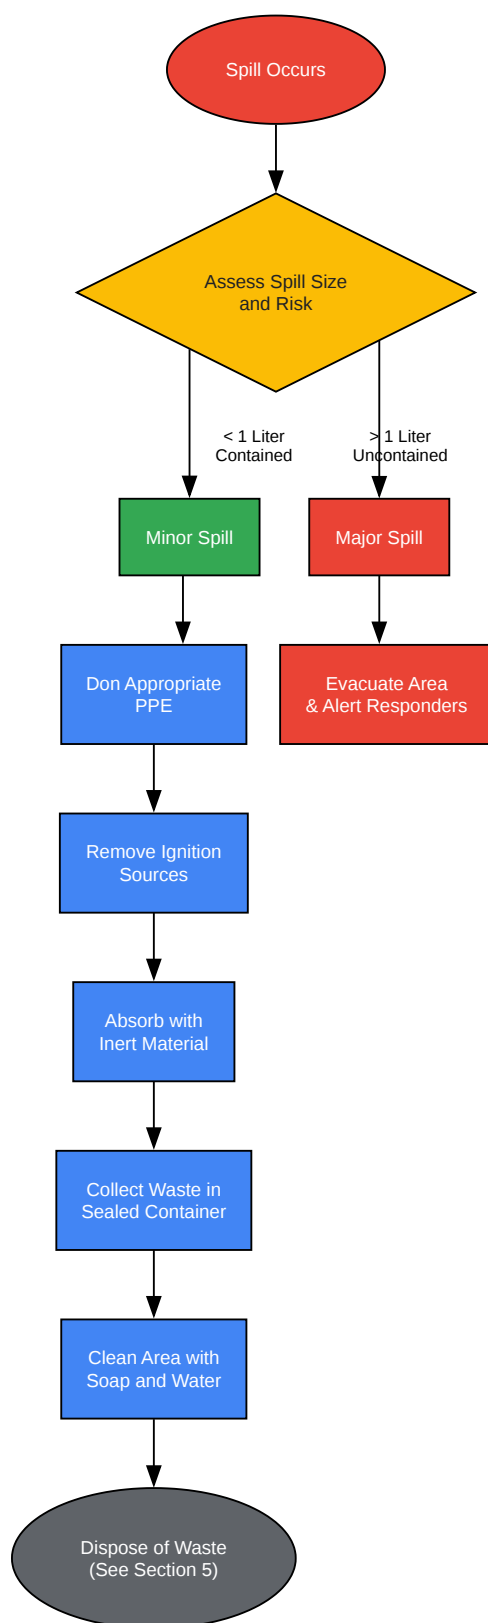 Spill Occurs
Assess Spill Size
and Risk
< 1 Liter
Contained
> 1 Liter
Uncontained
Minor Spill
Major Spill
Don Appropriate
PPE
Evacuate Area
& Alert Responders
Remove Ignition
Sources
Absorb with
Inert Material
Collect Waste in
Sealed Container
Clean Area with
Soap and Water
Dispose of Waste
(See Section 5)